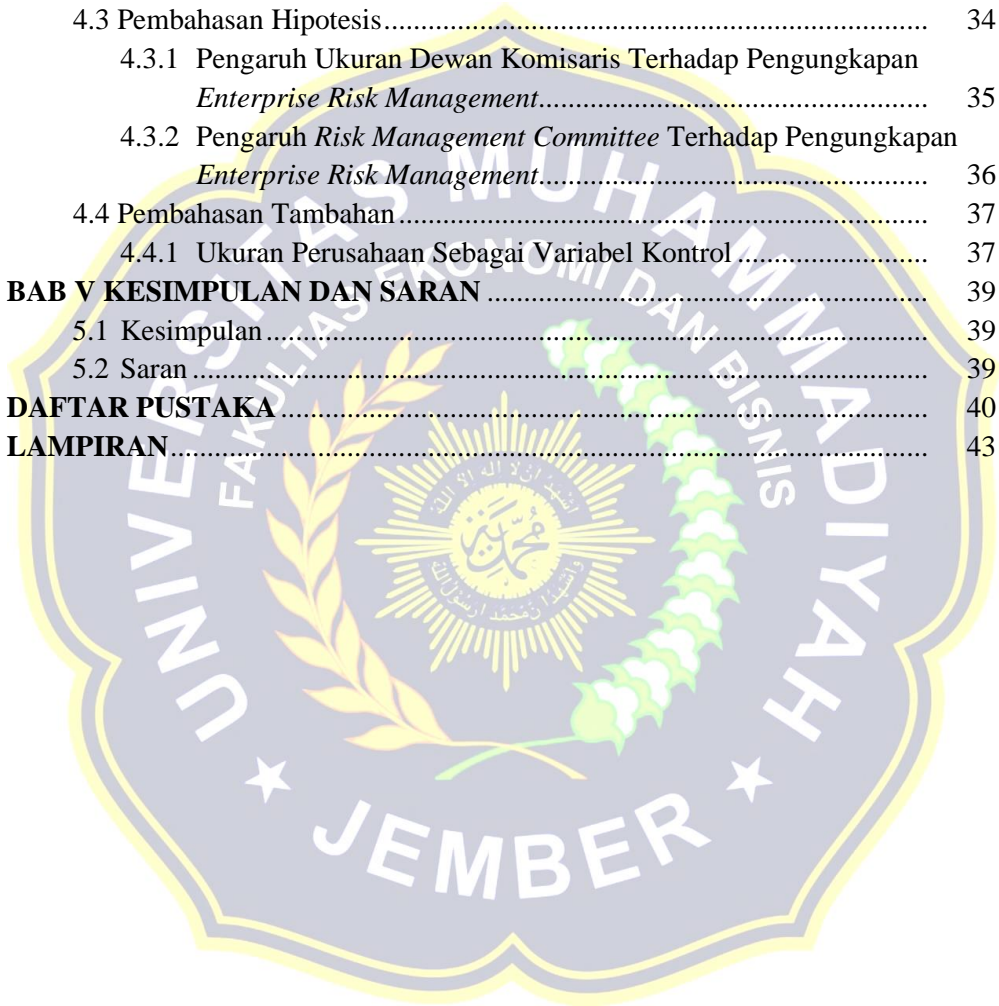 4.3 Pembahasan Hipotesis.......... 34
4.3.1 Pengaruh Ukuran Dewan Komisaris Terhadap Pengungkapan
Enterprise Risk Management.......... 35
4.3.2 Pengaruh Risk Management Committee Terhadap Pengungkapan
Enterprise Risk Management.......... 36
4.4 Pembahasan Tambahan.......... 37
4.4.1 Ukuran Perusahaan Sebagai Variabel Kontrol.......... 37
BAB V KESIMPULAN DAN SARAN.......... 39
5.1 Kesimpulan.......... 39
5.2 Saran.......... 39
DAFTAR PUSTAKA.......... 40
LAMPIRAN.......... 43
UNIVERSITAS MUHAMMADIYAH
FAKULTAS EKONOMI DAN BISNIS
JEMBER